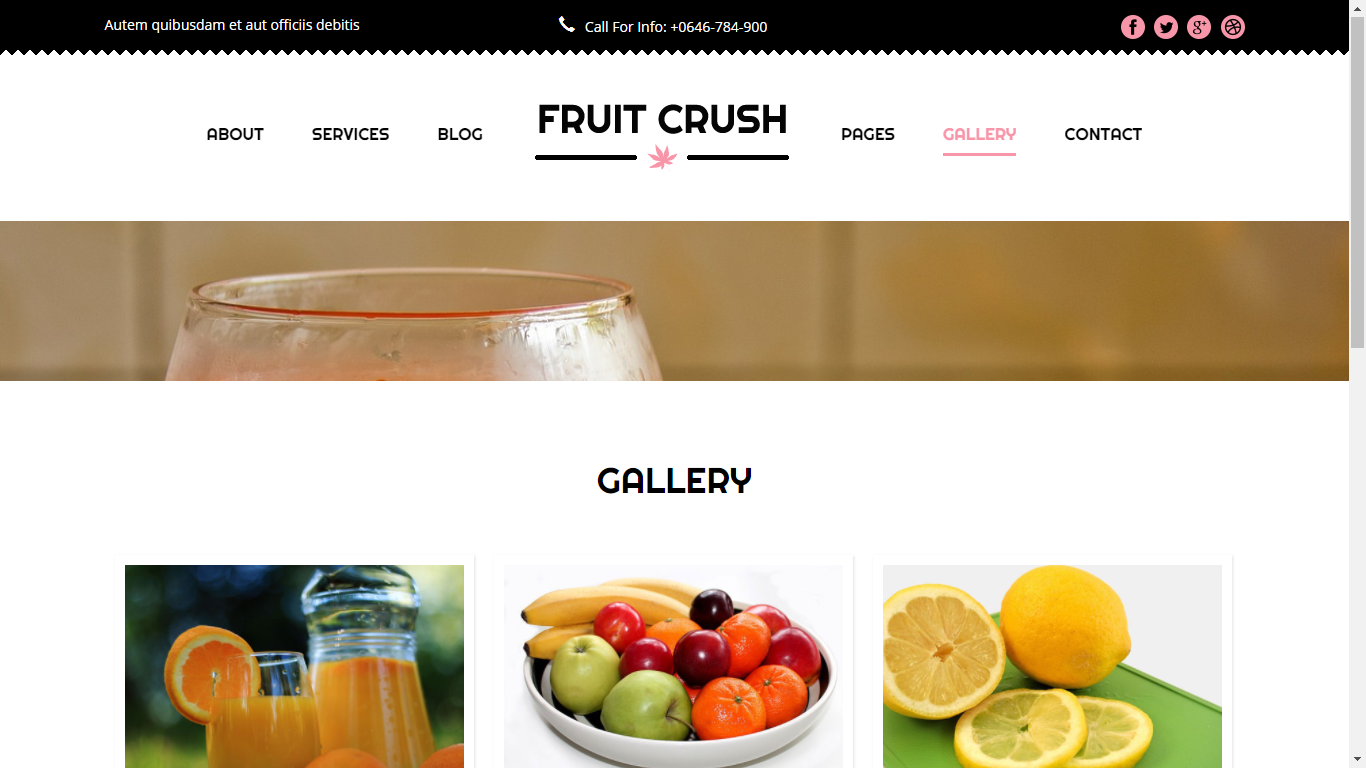 Autem quibusdam et aut officiis debitis
Call For Info: +0646-784-900
ABOUT
SERVICES
BLOG
FRUIT CRUSH
PAGES
GALLERY
CONTACT
GALLERY